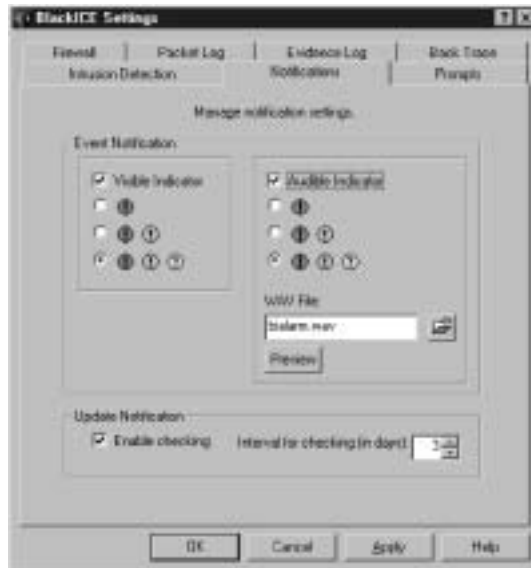 BlackICE Settings
Firewall Packet Log Evidence Log Back Trace
Intrusion Detection Notifications Prompts
Manage notification settings.
Event Notification
Visible Indicator
Audible Indicator
WAV File
bialarm.wav
Preview
Update Notification
Enable checking Interval for checking (in days):
OK Cancel Apply Help